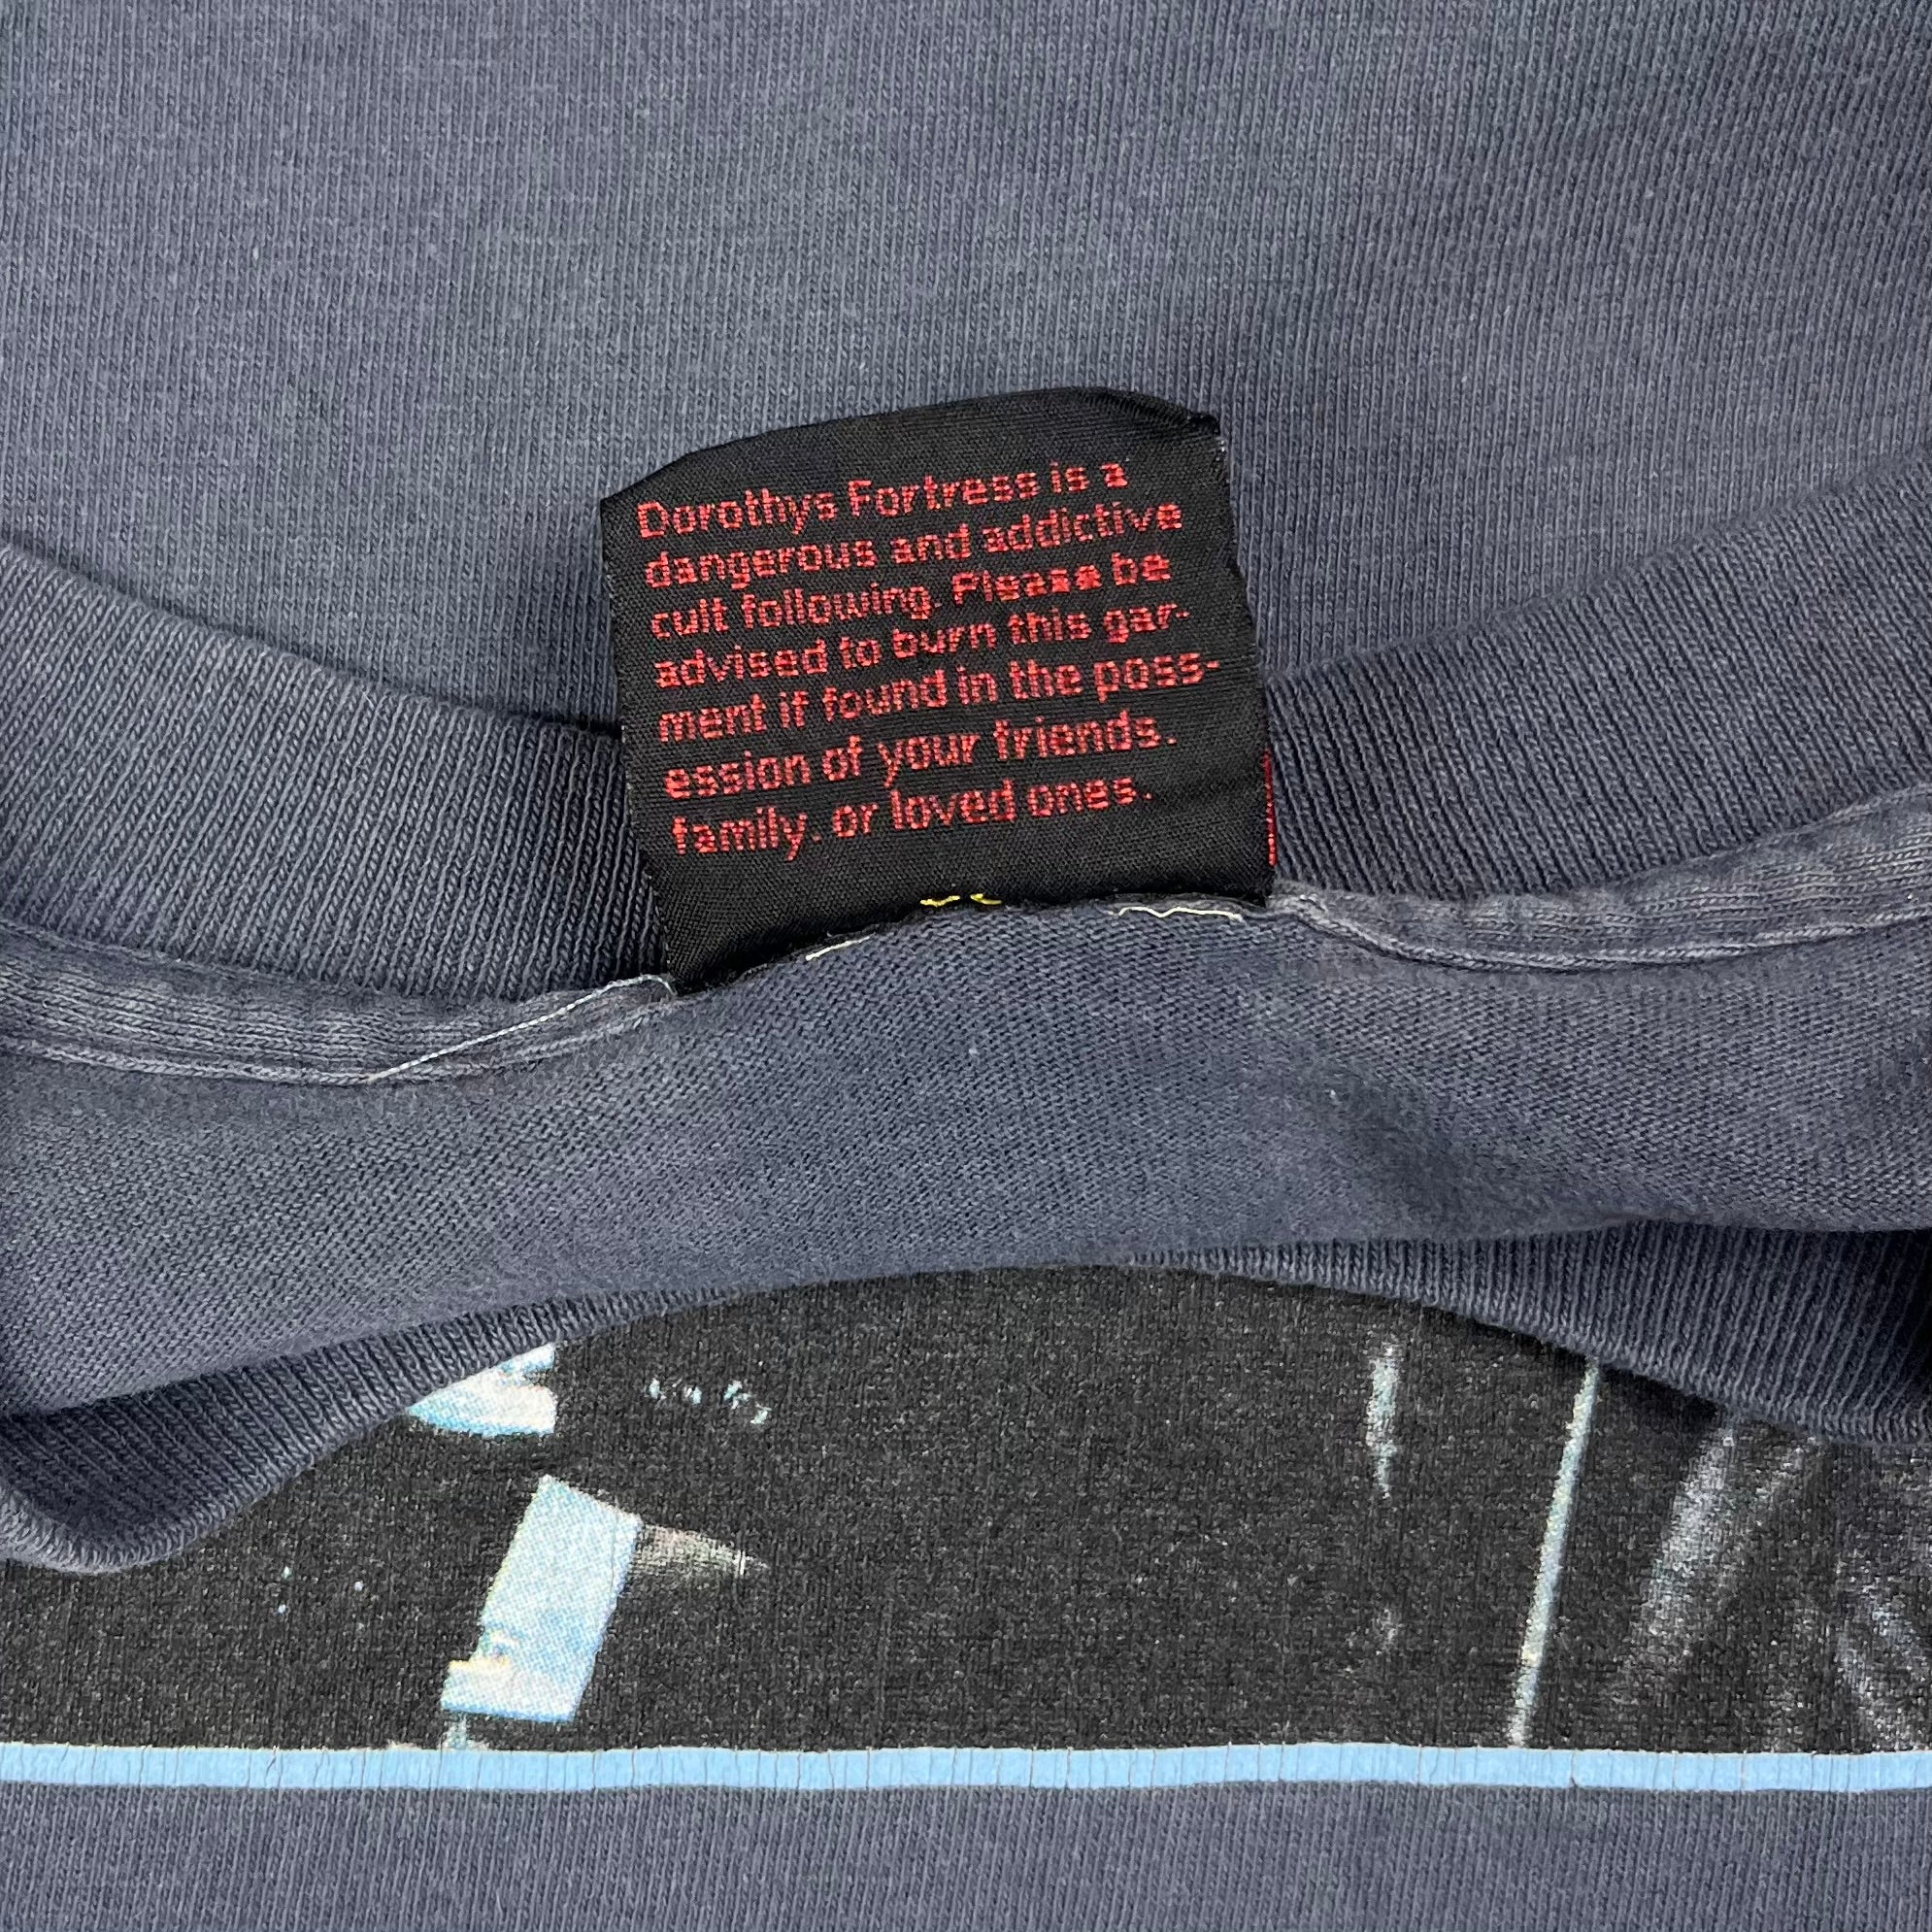 Dorothys Fortress is a
dangerous and addictive
cult following. Please be
advised to burn this gar-
ment if found in the poss-
ession of your friends.
family. or loved ones.